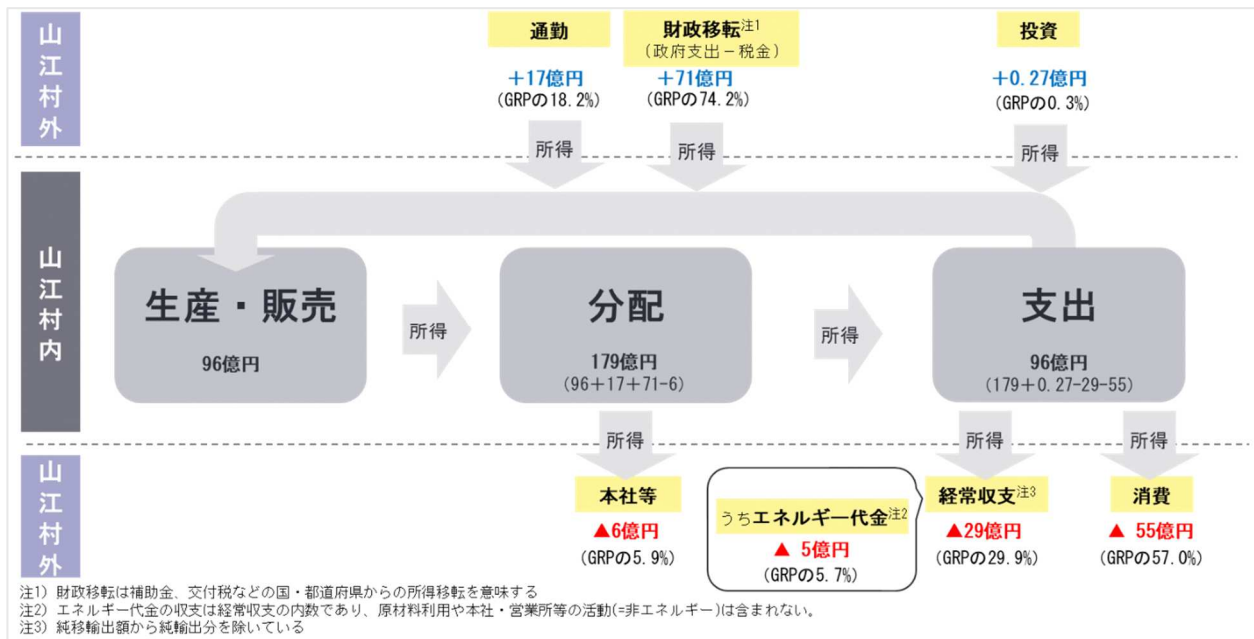 山江村外
通勤
財政移転注1
(政府支出−税金)
投資
+17億円
(GRPの18.2%)
+71億円
(GRPの74.2%)
+0.27億円
(GRPの0.3%)
所得
所得
所得
山江村内
生産・販売
96億円
所得
分配
179億円
(96+17+71-6)
所得
支出
96億円
(179+0.27-29-55)
所得
所得
所得
山江村外
本社等
▲6億円
(GRPの5.9%)
うちエネルギー代金注2
▲ 5億円
(GRPの5.7%)
経常収支注3
▲29億円
(GRPの29.9%)
消費
▲ 55億円
(GRPの57.0%)
注1) 財政移転は補助金、交付税などの国・都道府県からの所得移転を意味する
注2) エネルギー代金の収支は経常収支の内数であり、原材料利用や本社・営業所等の活動(=非エネルギー)は含まれない。
注3) 純移輸出額から純輸出分を除いている